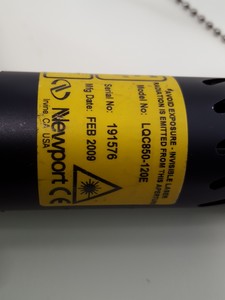 AVOID EXPOSURE - INVISIBLE LASER
RADIATION IS EMITTED FROM THIS APERTURE
Model No: LQC850-120E
Serial No: 191576
Mfg Date: FEB 2009
Newport
Irvine, CA, USA
CE